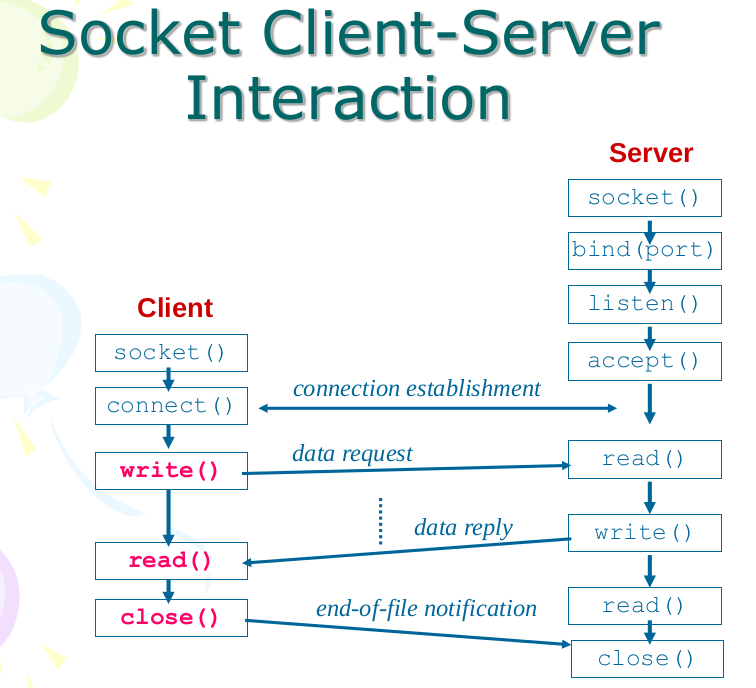 Socket Client-Server
Interaction
Server
socket()
bind(port)
listen()
accept()
Client
socket()
connect()
connection establishment
write()
data request
read()
data reply
write()
read()
close()
end-of-file notification
read()
close()